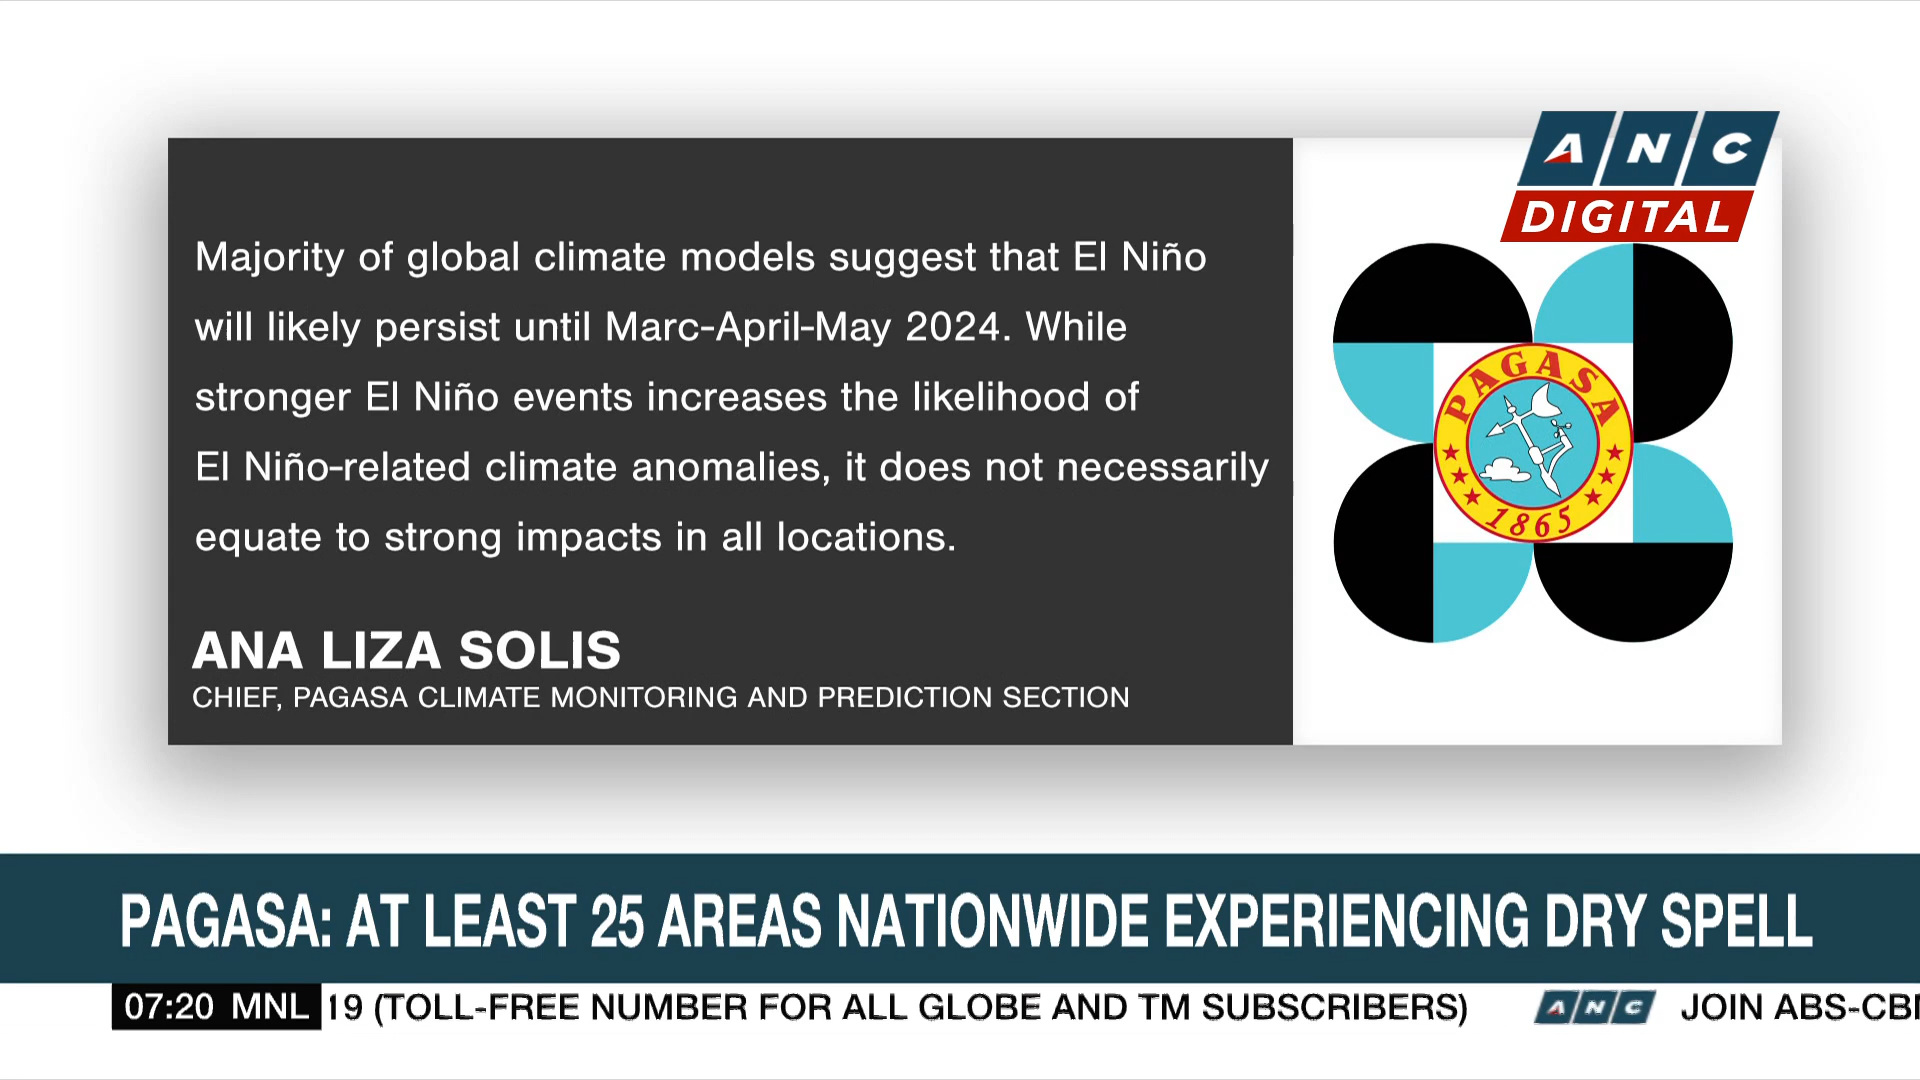 ANC
DIGITAL
Majority of global climate models suggest that El Niño
will likely persist until Marc-April-May 2024. While
stronger El Niño events increases the likelihood of
El Niño-related climate anomalies, it does not necessarily
equate to strong impacts in all locations.
ANA LIZA SOLIS
CHIEF, PAGASA CLIMATE MONITORING AND PREDICTION SECTION
PAGASA
1865
PAGASA: AT LEAST 25 AREAS NATIONWIDE EXPERIENCING DRY SPELL
07:20 MNL 19 (TOLL-FREE NUMBER FOR ALL GLOBE AND TM SUBSCRIBERS) ANC JOIN ABS-CB